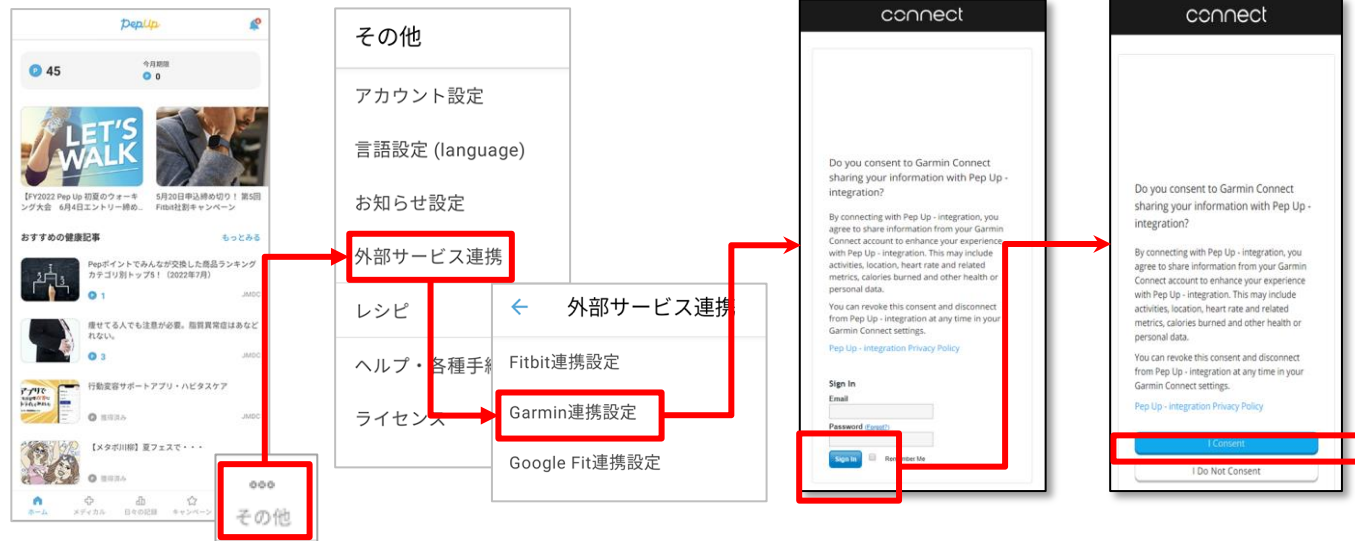 PepUp
P 45
今月期限
P 0
LET'S
WALK
【FY2022 Pep Up 初夏のウォーキ
ング大会 6月4日エントリー締め…
5月20日申込締め切り！ 第5回
Fitbit社割キャンペーン
おすすめの健康記事
もっとみる
Pepポイントでみんなが交換した商品ランキング
カテゴリ別トップ5！（2022年7月）
P 1
JMDC
痩せてる人でも注意が必要。脂質異常症はあなど
れない。
P 3
JMDC
行動変容サポートアプリ・ハビタスケア
P 獲得済み
JMDC
【メタボ川柳】夏フェスで・・・
P 獲得済み
ホーム
メディカル
日々の記録
キャンペーン
その他
その他
アカウント設定
言語設定 (language)
お知らせ設定
外部サービス連携
レシピ
ヘルプ・各種手続
ライセンス
← 外部サービス連携
Fitbit連携設定
Garmin連携設定
Google Fit連携設定
connect
Do you consent to Garmin Connect
sharing your information with Pep Up -
integration?
By connecting with Pep Up - integration, you
agree to share information from your Garmin
Connect account to enhance your experience
with Pep Up - integration. This may include
activities, location, heart rate and related
metrics, calories burned and other health or
personal data.
You can revoke this consent and disconnect
from Pep Up - integration at any time in your
Garmin Connect settings.
Pep Up - integration Privacy Policy
Sign In
Email
Password (Forgot?)
Sign In
Remember Me
connect
Do you consent to Garmin Connect
sharing your information with Pep Up -
integration?
By connecting with Pep Up - integration, you
agree to share information from your Garmin
Connect account to enhance your experience
with Pep Up - integration. This may include
activities, location, heart rate and related
metrics, calories burned and other health or
personal data.
You can revoke this consent and disconnect
from Pep Up - integration at any time in your
Garmin Connect settings.
Pep Up - integration Privacy Policy
I Consent
I Do Not Consent